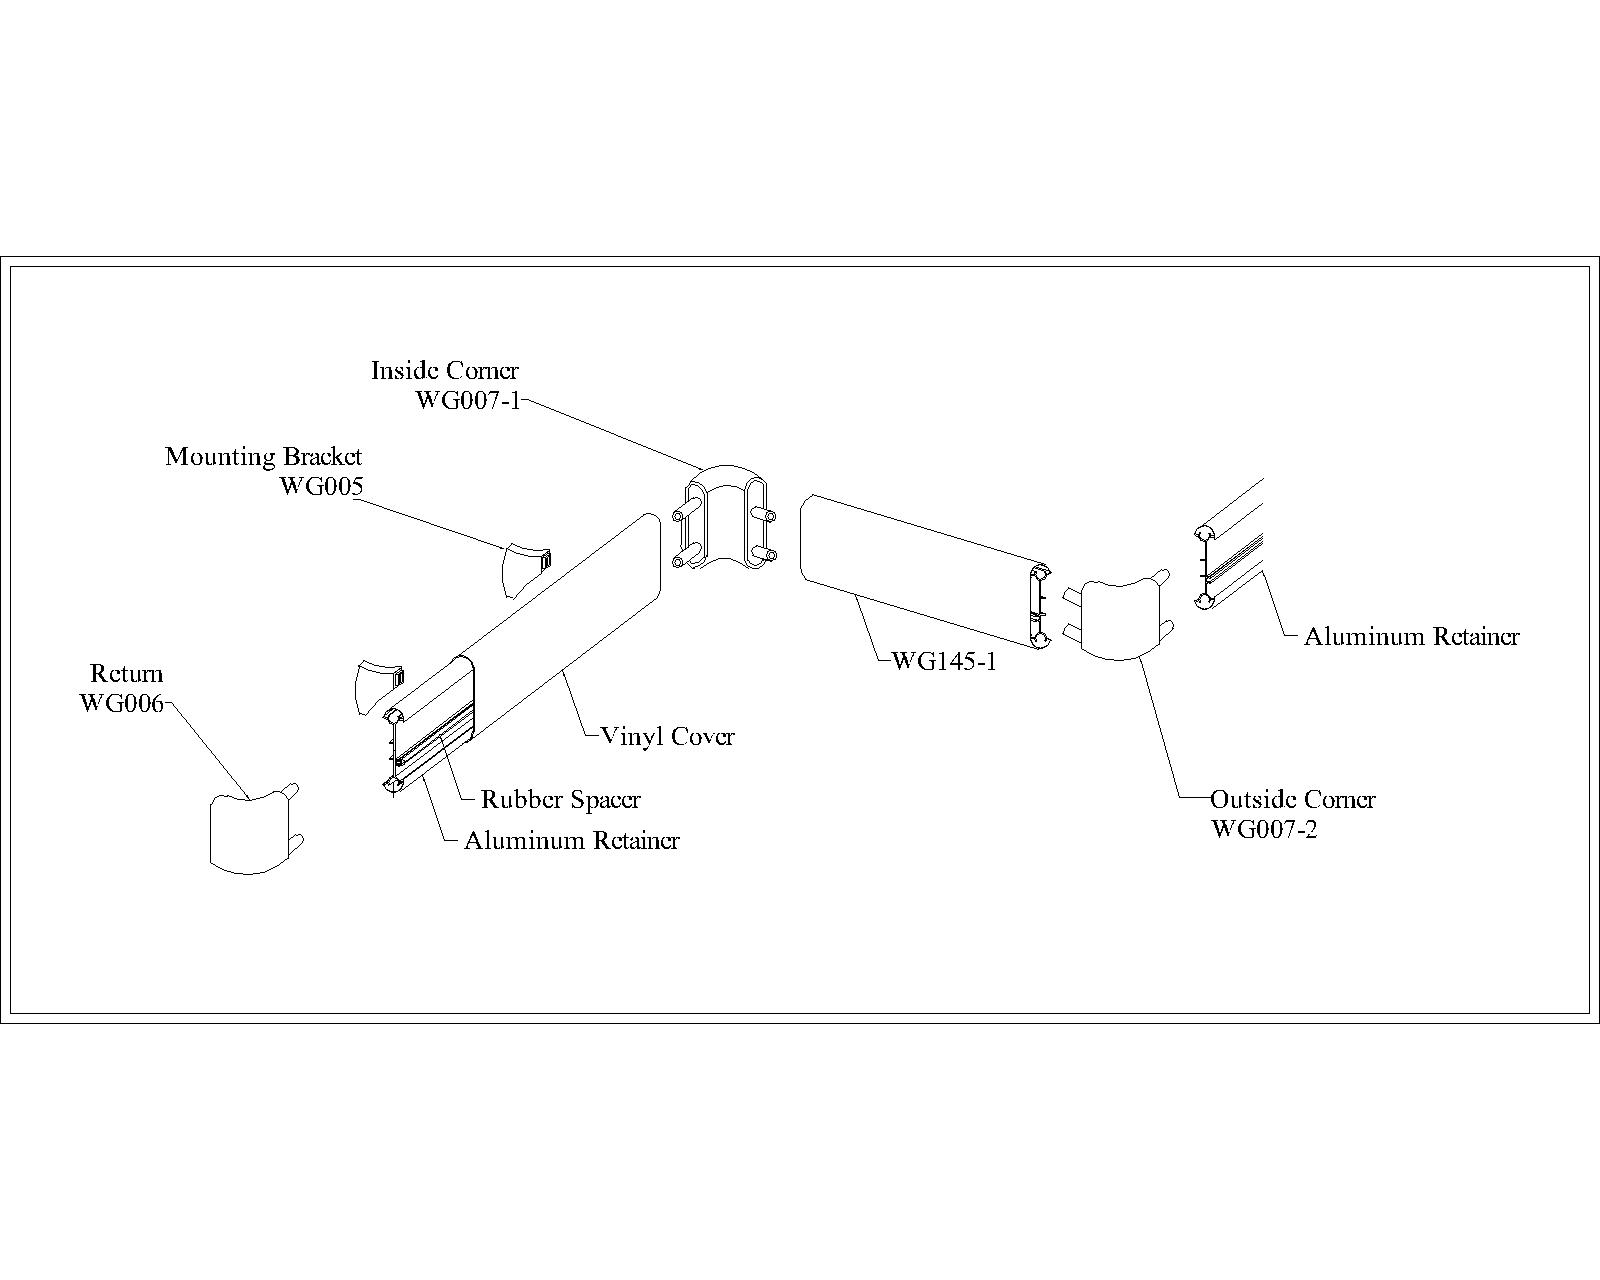 Inside Corner
WG007-1
Mounting Bracket
WG005
Return
WG006
WG145-1
Aluminum Retainer
Vinyl Cover
Rubber Spacer
Aluminum Retainer
Outside Corner
WG007-2